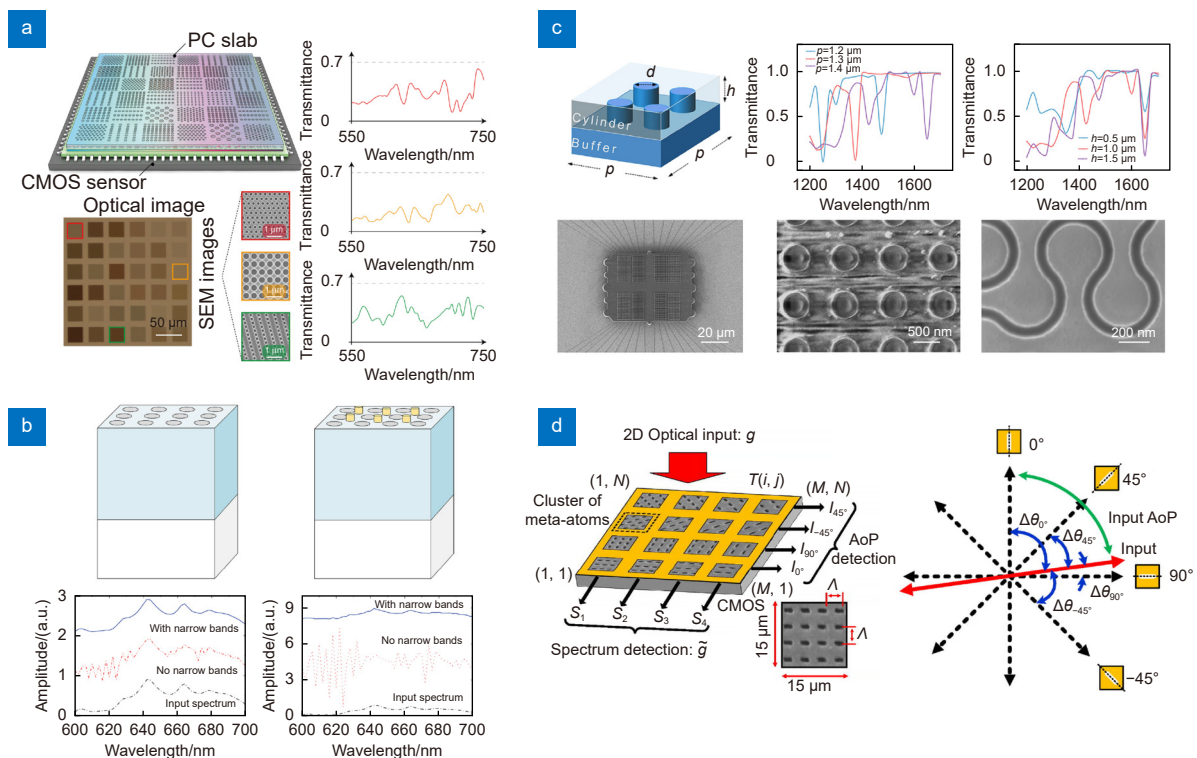 a
PC slab
CMOS sensor
Optical image
50 μm
SEM images
1 μm
1 μm
1 μm
Transmittance
0.7
0
550
750
Wavelength/nm
Transmittance
0.7
0
550
750
Wavelength/nm
Transmittance
0.7
0
550
750
Wavelength/nm
c
d
h
Cylinder
Buffer
p
p
Transmittance
1.0
0.5
0
p=1.2 μm
p=1.3 μm
p=1.4 μm
1200
1400
1600
Wavelength/nm
Transmittance
1.0
0.5
0
h=0.5 μm
h=1.0 μm
h=1.5 μm
1200
1400
1600
Wavelength/nm
20 μm
500 nm
200 nm
b
Amplitude/(a.u.)
3
2
1
0
With narrow bands
No narrow bands
Input spectrum
600 620 640 660 680 700
Wavelength/nm
Amplitude/(a.u.)
9
6
3
0
With narrow bands
No narrow bands
Input spectrum
600 620 640 660 680 700
Wavelength/nm
d
2D Optical input: g
(1, N)
T(i, j)
(M, N)
Cluster of
meta-atoms
I45°
I−45°
I90°
I0°
AoP
detection
(1, 1)
(M, 1)
CMOS
S1
S2
S3
S4
Spectrum detection: g̃
Λ
Λ
15 μm
15 μm
0°
45°
Input AoP
Δθ0°
Δθ45°
Input
90°
Δθ90°
Δθ−45°
−45°